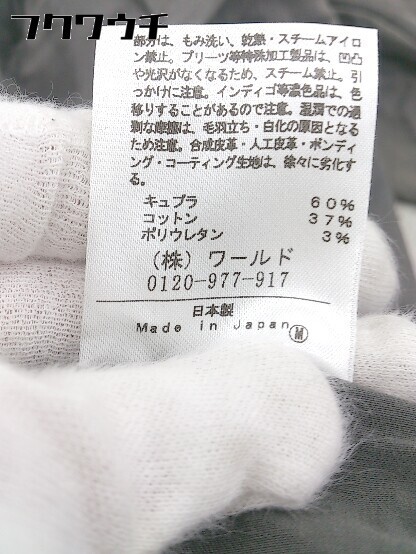 フクウクチ
部分は、もみ洗い、乾熱・スチームアイロ
ン禁止。プリーツ等特殊加工製品は、凹凸
や光沢がなくなるため、スチーム禁止。引
っかけに注意。インディゴ等濃色品は、色
移りすることがあるので注意。湿潤での過
剰な摩擦は、毛羽立ち・白化の原因となる
ため注意。合成皮革・人工皮革・ボンディ
ング・コーティング生地は、徐々に劣化す
る。
キュプラ 60%
コットン 37%
ポリウレタン 3%
(株) ワールド
0120-977-917
日本製
Made in Japan
M